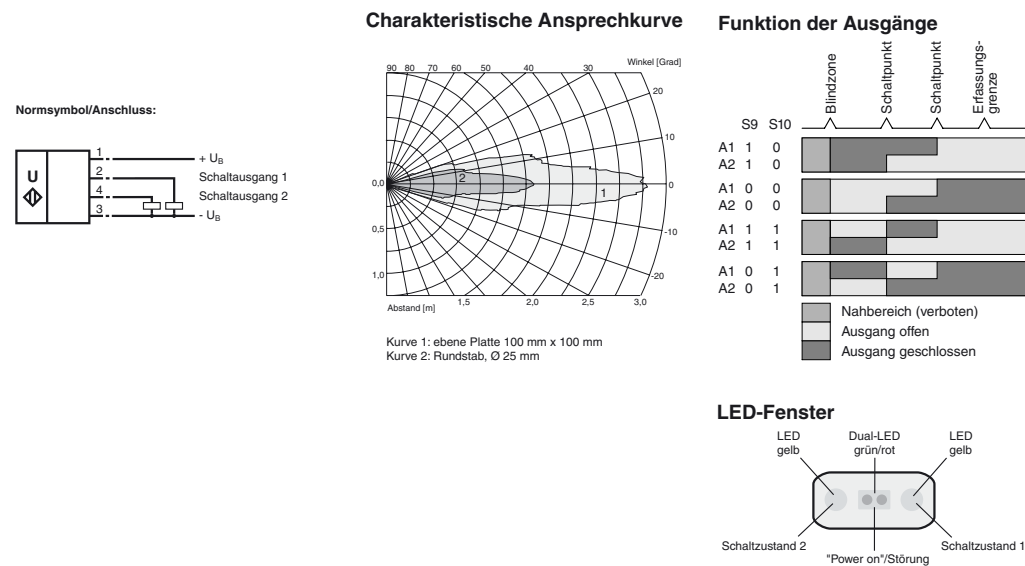 Normsymbol/Anschluss:
U
1
+ UB
2
Schaltausgang 1
4
Schaltausgang 2
3
- UB
Charakteristische Ansprechkurve
90 80 70 60 50 40 30
Winkel [Grad]
20
10
0
-10
-20
0,0
0,5
1,0
2
1
1,5 2,0 2,5 3,0
Abstand [m]
Kurve 1: ebene Platte 100 mm x 100 mm
Kurve 2: Rundstab, Ø 25 mm
Funktion der Ausgänge
Blindzone
Schaltpunkt
Schaltpunkt
Erfassungs-
grenze
S9 S10
A1 1 0
A2 1 0
A1 0 0
A2 0 0
A1 1 1
A2 1 1
A1 0 1
A2 0 1
Nahbereich (verboten)
Ausgang offen
Ausgang geschlossen
LED-Fenster
LED
gelb
Dual-LED
grün/rot
LED
gelb
Schaltzustand 2
"Power on"/Störung
Schaltzustand 1